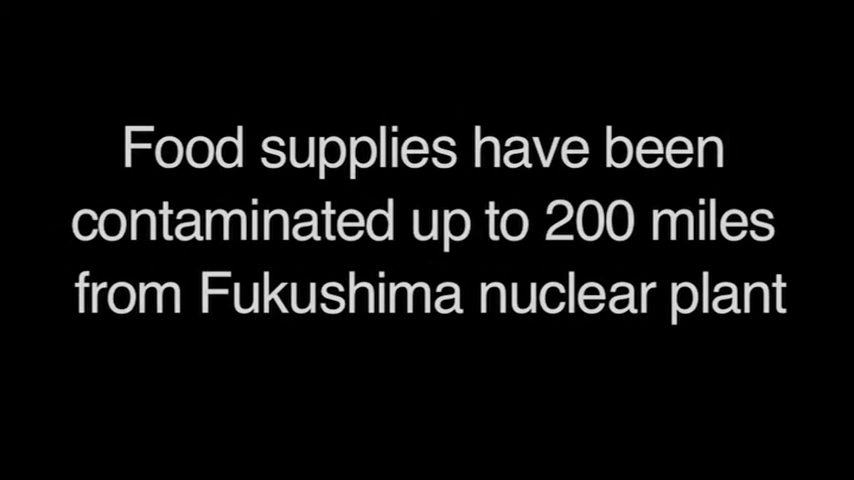 Food supplies have been
contaminated up to 200 miles
from Fukushima nuclear plant